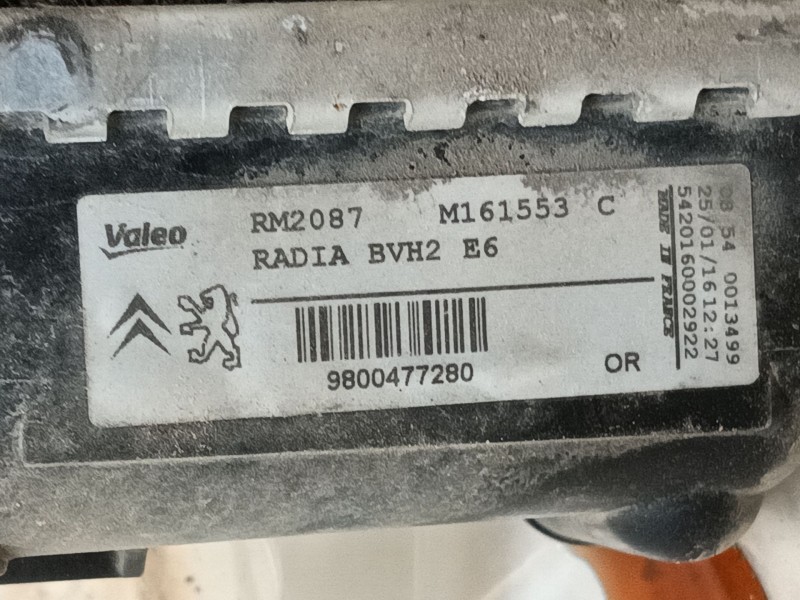 Valeo
RM2087 M161553 C
RADIA BVH2 E6
9800477280
OR
MADE IN FRANCE
5420160002922
25/01/1612:27
08 54 0013499